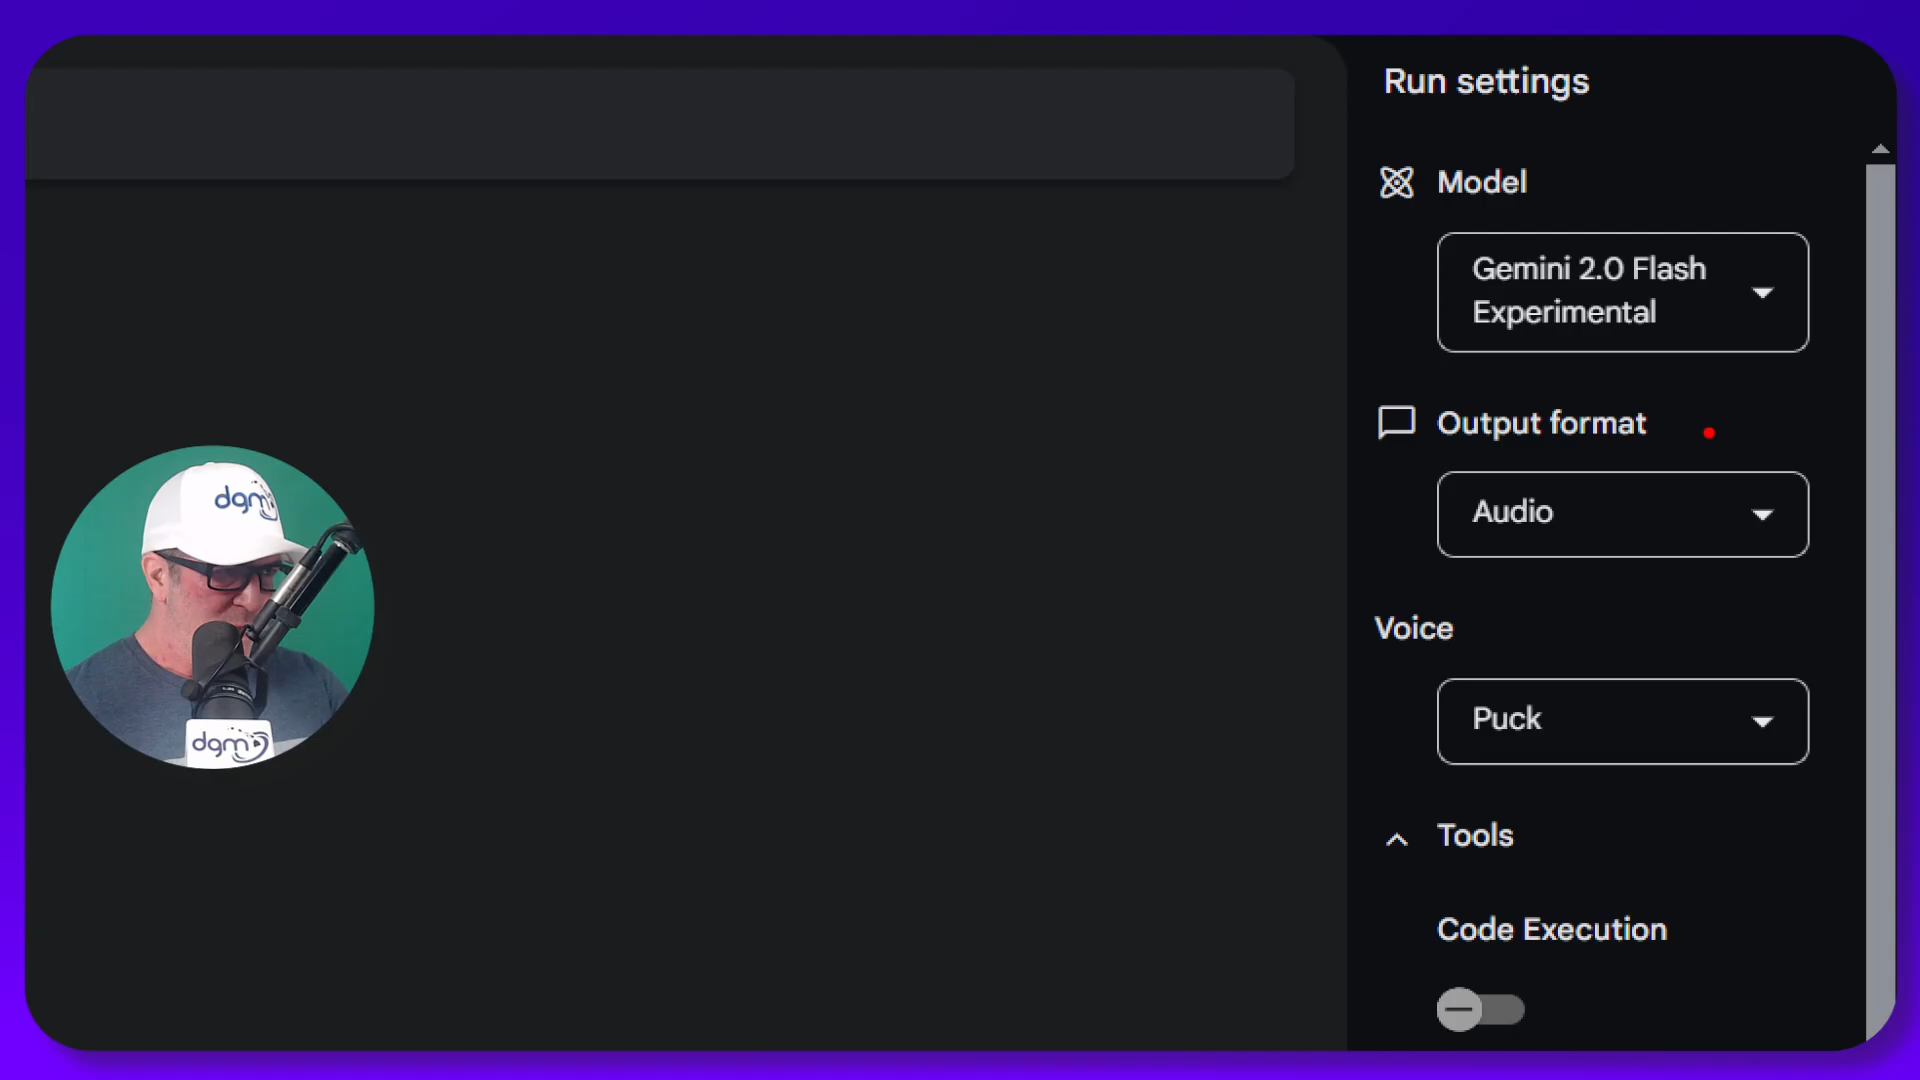 Run settings
Model
Gemini 2.0 Flash
Experimental
Output format
Audio
Voice
Puck
Tools
Code Execution
dgm
dgm